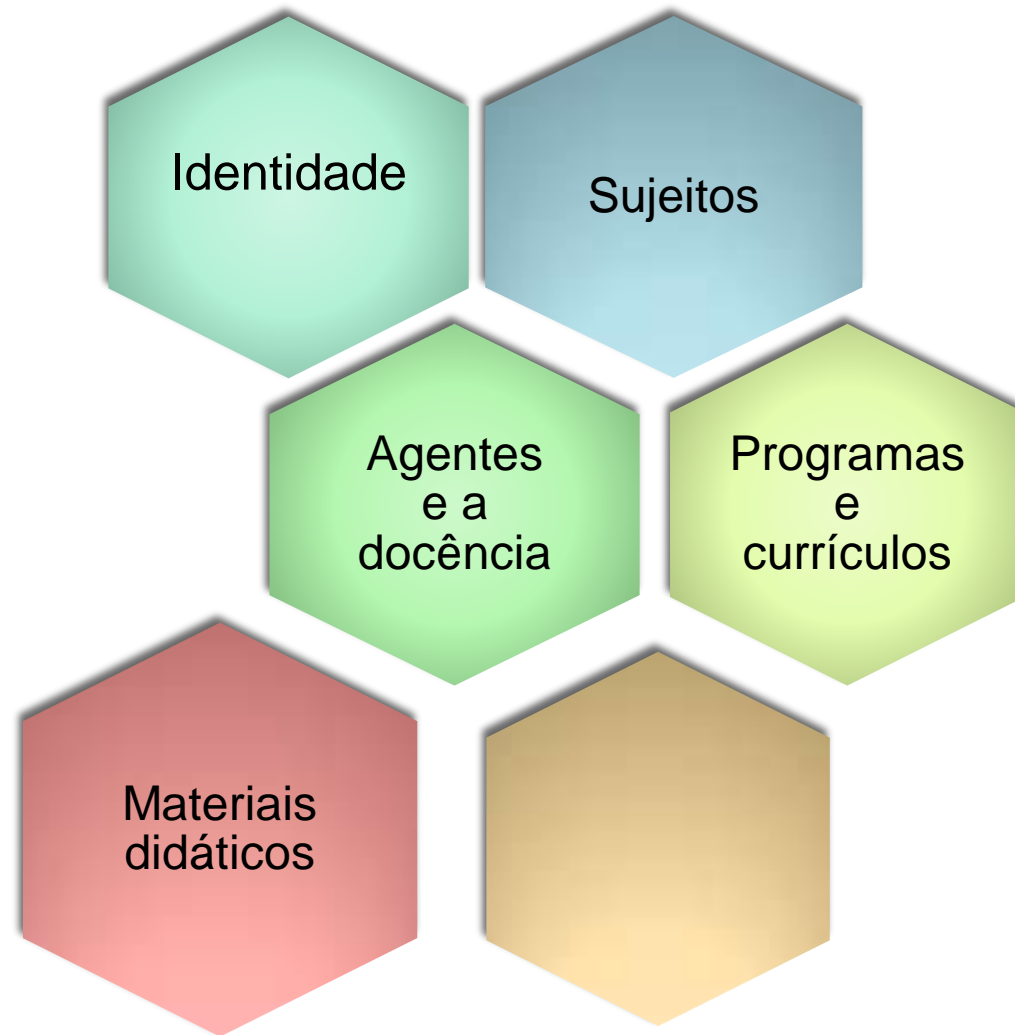 Identidade
Sujeitos
Agentes
e a
docência
Programas
e
currículos
Materiais
didáticos